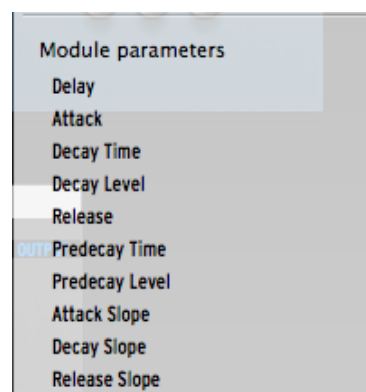 Module parameters
Delay
Attack
Decay Time
Decay Level
Release
Predecay Time
Predecay Level
Attack Slope
Decay Slope
Release Slope